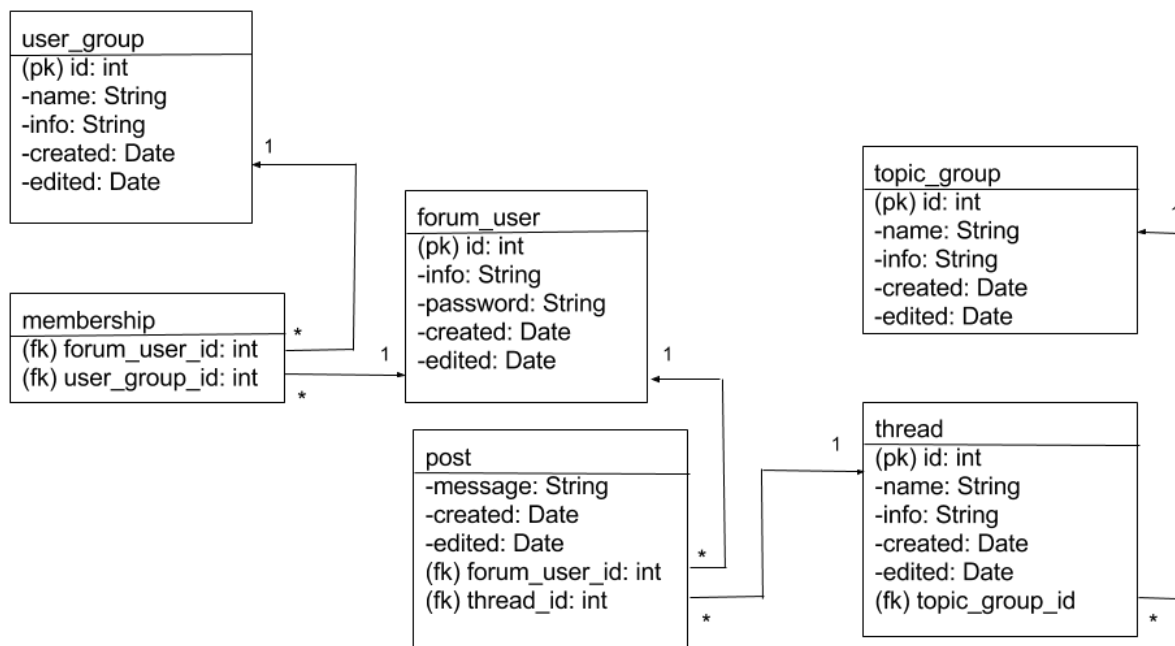 user_group
(pk) id: int
-name: String
-info: String
-created: Date
-edited: Date
1
membership
(fk) forum_user_id: int
(fk) user_group_id: int
*
*
1
forum_user
(pk) id: int
-info: String
-password: String
-created: Date
-edited: Date
1
post
-message: String
-created: Date
-edited: Date
(fk) forum_user_id: int
(fk) thread_id: int
*
*
1
topic_group
(pk) id: int
-name: String
-info: String
-created: Date
-edited: Date
thread
(pk) id: int
-name: String
-info: String
-created: Date
-edited: Date
(fk) topic_group_id
*